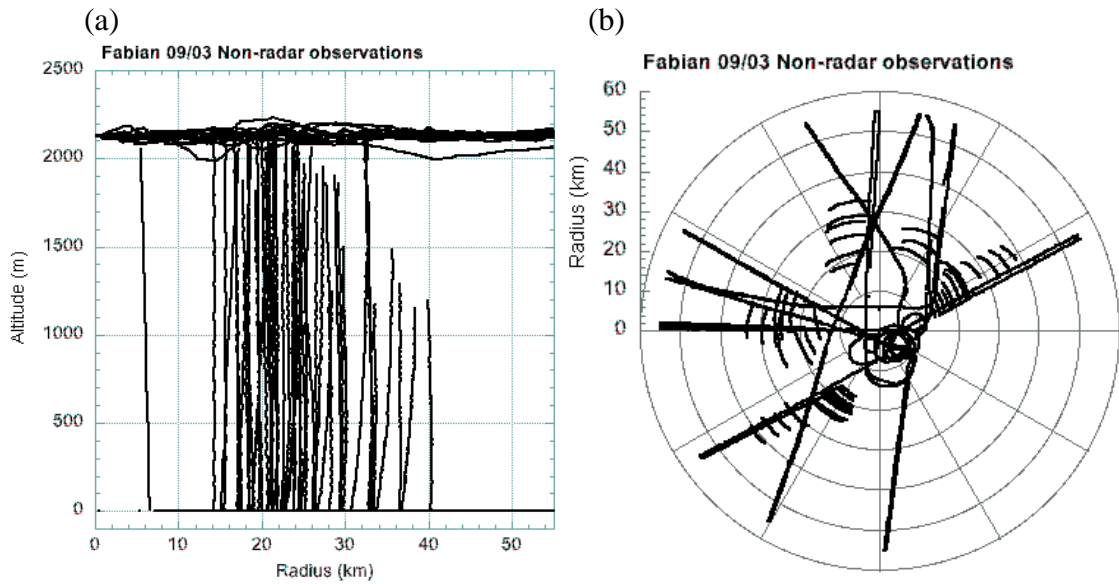 (a)
Fabian 09/03 Non-radar observations
2500
2000
1500
1000
500
0
Altitude (m)
0 10 20 30 40 50
Radius (km)
(b)
Fabian 09/03 Non-radar observations
60
50
40
30
20
10
0
Radius (km)